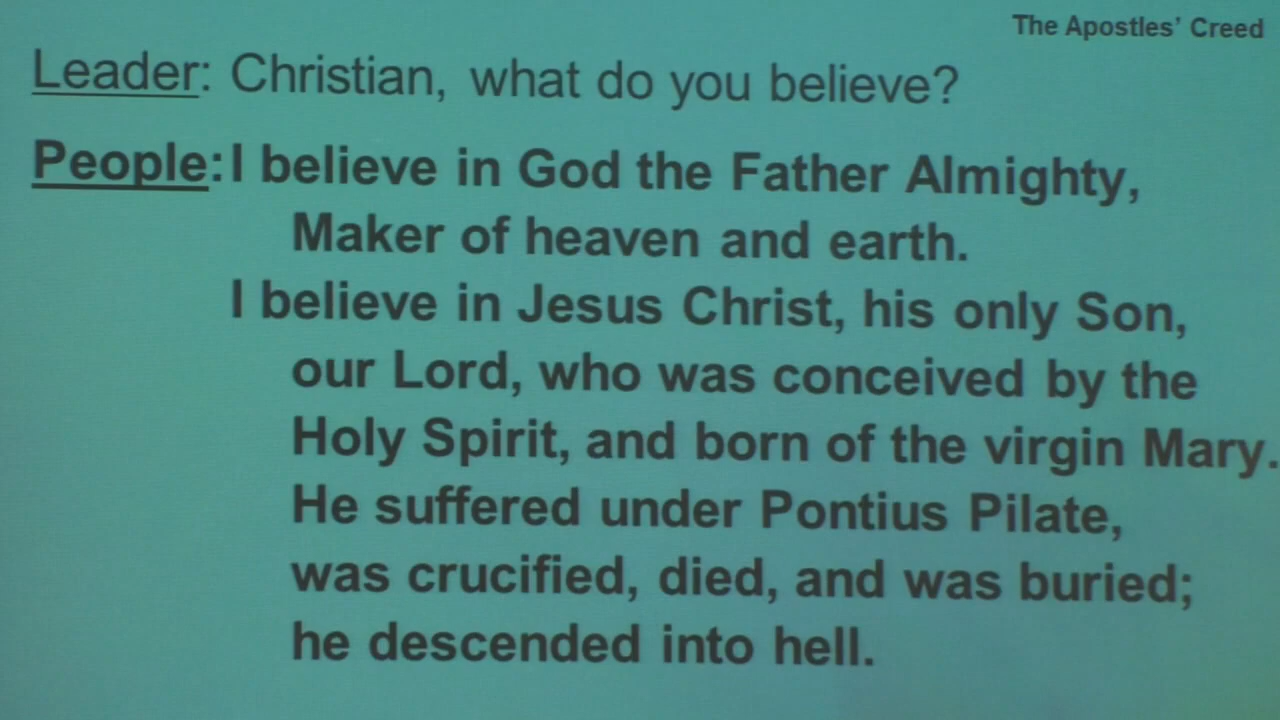 The Apostles' Creed
Leader: Christian, what do you believe?
People: I believe in God the Father Almighty,
Maker of heaven and earth.
I believe in Jesus Christ, his only Son,
our Lord, who was conceived by the
Holy Spirit, and born of the virgin Mary.
He suffered under Pontius Pilate,
was crucified, died, and was buried;
he descended into hell.